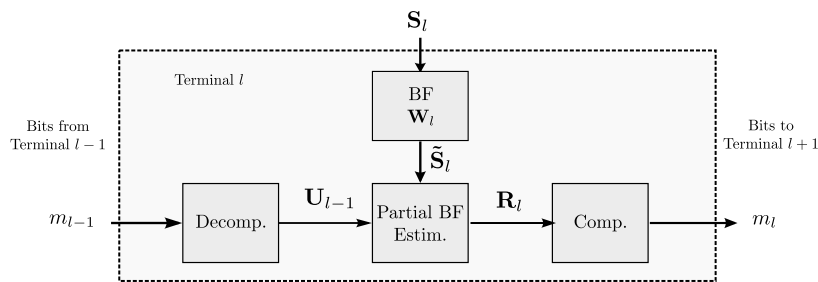 S_l
Terminal l
BF
W_l
Bits from
Terminal l − 1
Bits to
Terminal l + 1
S̃_l
m_{l−1}
Decomp.
U_{l−1}
Partial BF
Estim.
R_l
Comp.
m_l